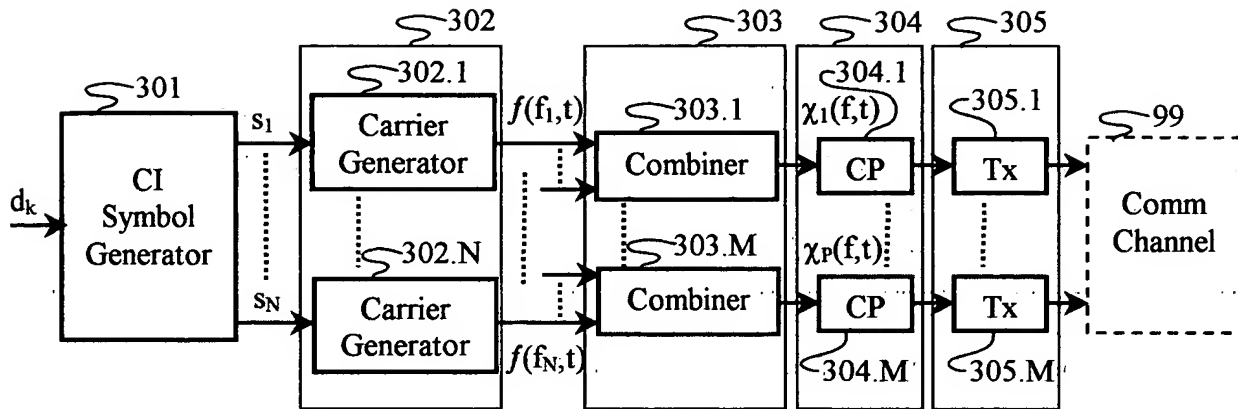 302
303
304
305
301
302.1
303.1
304.1
305.1
99
s₁
f(f₁,t)
χ₁(f,t)
Carrier
Generator
Combiner
CP
Tx
dₖ
CI
Symbol
Generator
Comm
Channel
302.N
303.M
χP(f,t)
sN
Carrier
Generator
Combiner
CP
Tx
f(fN,t)
304.M
305.M